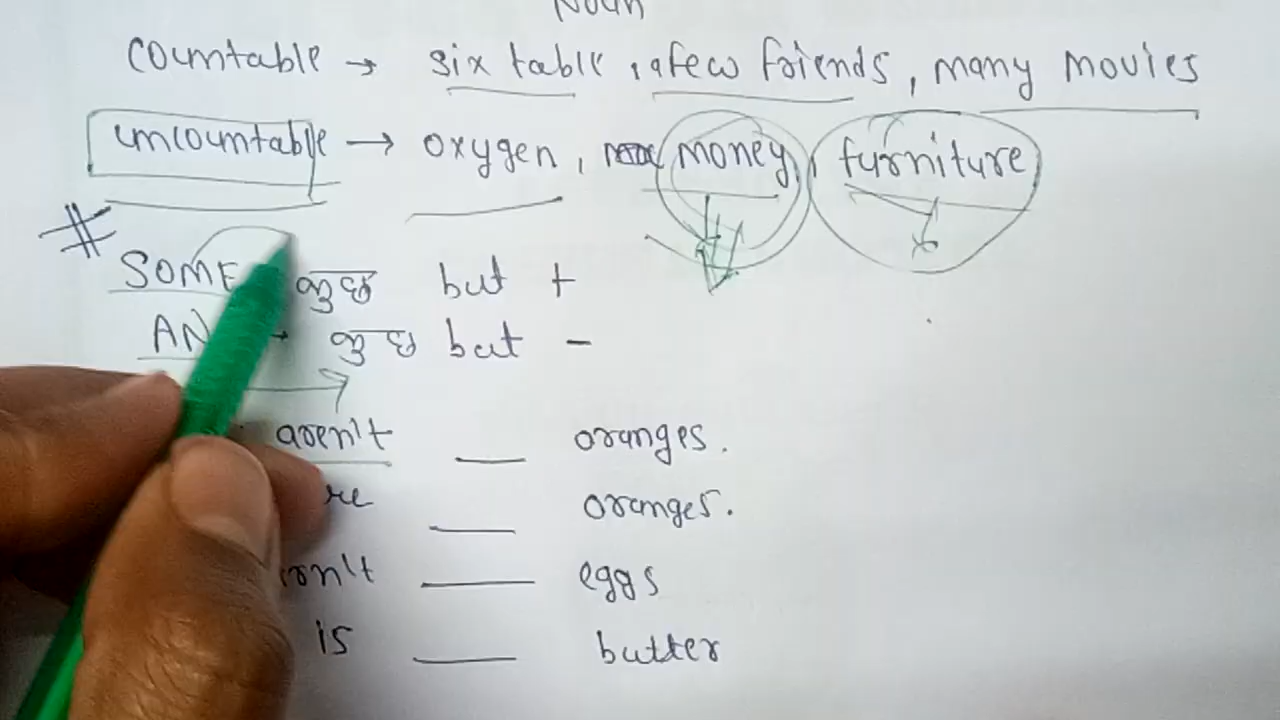 Noun
countable → six table, a few friends, many movies
uncountable → oxygen, money, furniture
# SOME कुछ but +
कुछ but -
aren't ___ oranges.
___ oranges.
___ eggs
is ___ butter